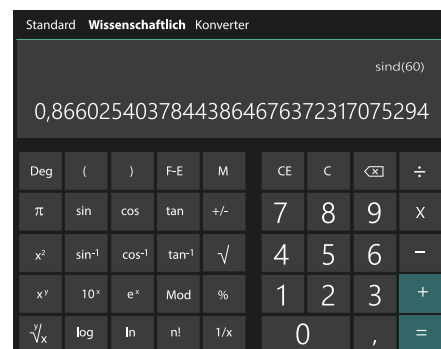 Standard Wissenschaftlich Konverter
sind(60)
0,86602540378443864676372317075294
Deg ( ) F-E M CE C ⌫ ÷
π sin cos tan +/- 7 8 9 X
x² sin⁻¹ cos⁻¹ tan⁻¹ √ 4 5 6 −
xʸ 10ˣ eˣ Mod % 1 2 3 +
ʸ√x log ln n! 1/x 0 , =